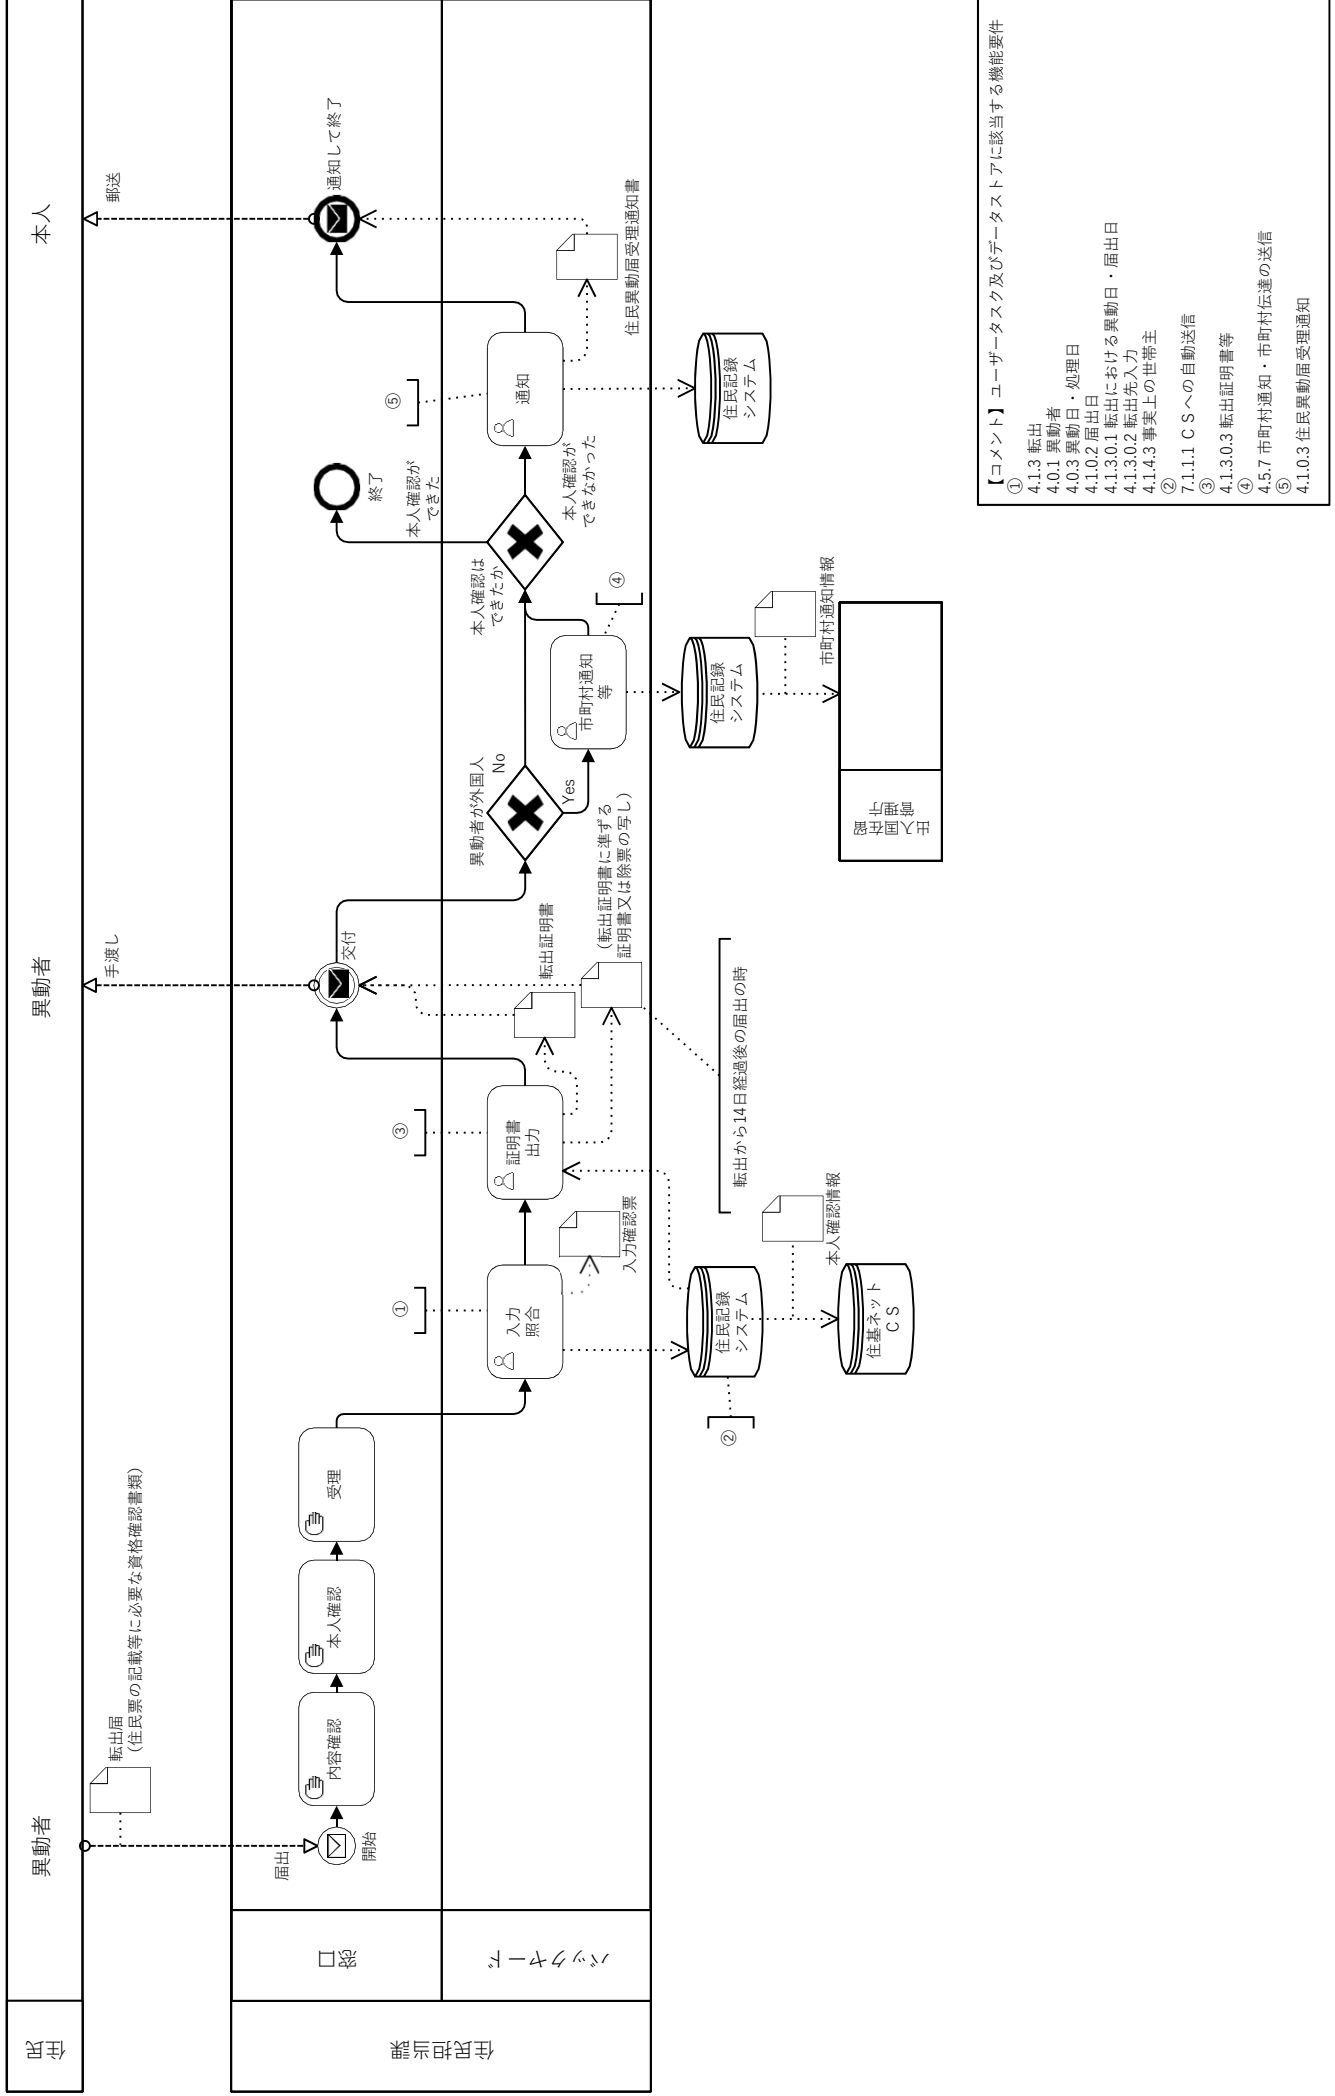 住民
異動者
異動者
本人
住民担当課
窓口
バックヤード
転出届
（住民票の記載等に必要な資格確認書類）
届出
開始
内容確認
本人確認
受理
①
入力
照合
入力確認票
②
住民記録
システム
本人確認情報
住基ネット
ＣＳ
③
証明書
出力
転出証明書
（転出証明書に準ずる
証明書又は除票の写し）
転出から14日経過後の届出の時
手渡し
交付
異動者が外国人
No
Yes
市町村通知
等
④
住民記録
システム
市町村通知情報
出入国在留
管理庁
本人確認は
できたか
本人確認が
できた
終了
本人確認が
できなかった
⑤
通知
住民記録
システム
住民異動届受理通知書
通知して終了
郵送
【コメント】ユーザータスク及びデータストアに該当する機能要件
①
4.1.3 転出
4.0.1 異動者
4.0.3 異動日・処理日
4.1.0.2 届出日
4.1.3.0.1 転出における異動日・届出日
4.1.3.0.2 転出先入力
4.1.4.3 事実上の世帯主
②
7.1.1.1 ＣＳへの自動送信
③
4.1.3.0.3 転出証明書等
④
4.5.7 市町村通知・市町村伝達の送信
⑤
4.1.0.3 住民異動届受理通知